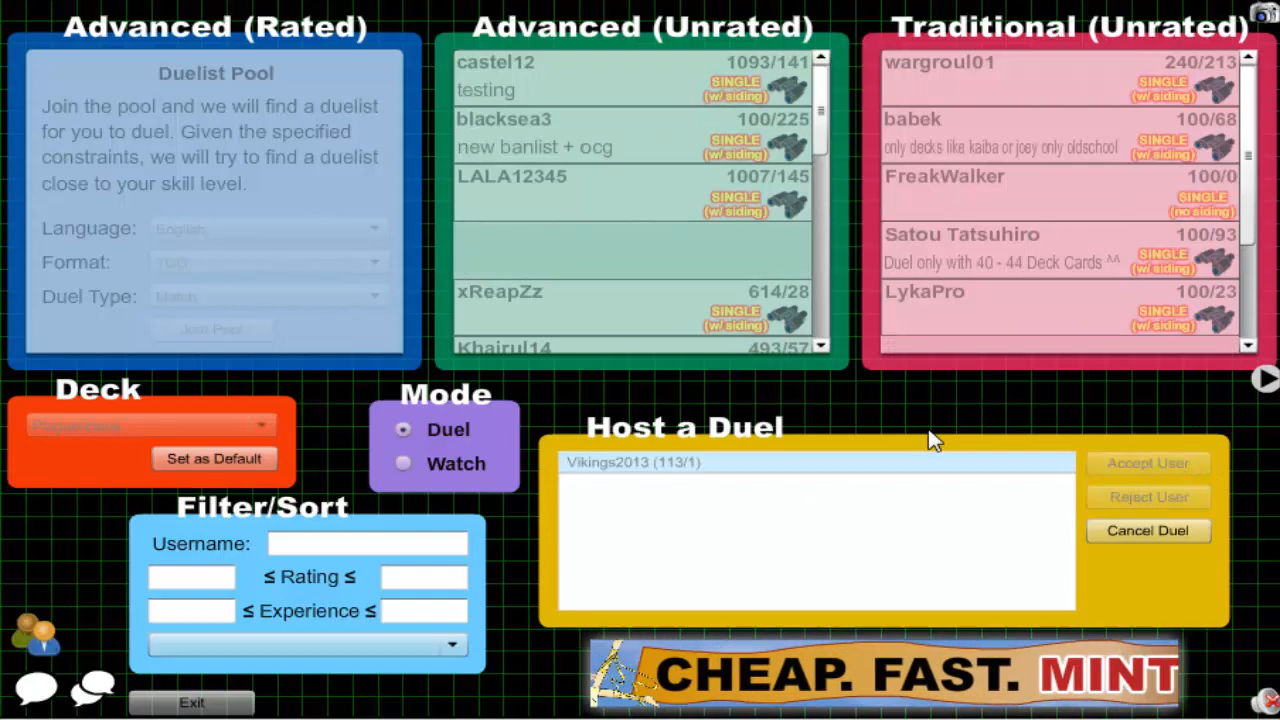 Advanced (Rated)
Duelist Pool
Join the pool and we will find a duelist
for you to duel. Given the specified
constraints, we will try to find a duelist
close to your skill level.
Language: English
Format: TCG
Duel Type: Match
Join Pool
Advanced (Unrated)
castel12 1093/141
testing SINGLE
(w/ siding)
blacksea3 100/225
new banlist + ocg SINGLE
(w/ siding)
LALA12345 1007/145
SINGLE
(w/ siding)
xReapZz 614/28
SINGLE
(w/ siding)
Khairul14 493/57
Traditional (Unrated)
wargroul01 240/213
SINGLE
(w/ siding)
babek 100/68
only decks like kaiba or joey only oldschool SINGLE
(w/ siding)
FreakWalker 100/0
SINGLE
(no siding)
Satou Tatsuhiro 100/93
Duel only with 40 - 44 Deck Cards ^^ SINGLE
(w/ siding)
LykaPro 100/23
SINGLE
(w/ siding)
Deck
Set as Default
Mode
Duel
Watch
Filter/Sort
Username:
≤ Rating ≤
≤ Experience ≤
Host a Duel
Vikings2013 (113/1)
Accept User
Reject User
Cancel Duel
Exit
CHEAP. FAST. MINT